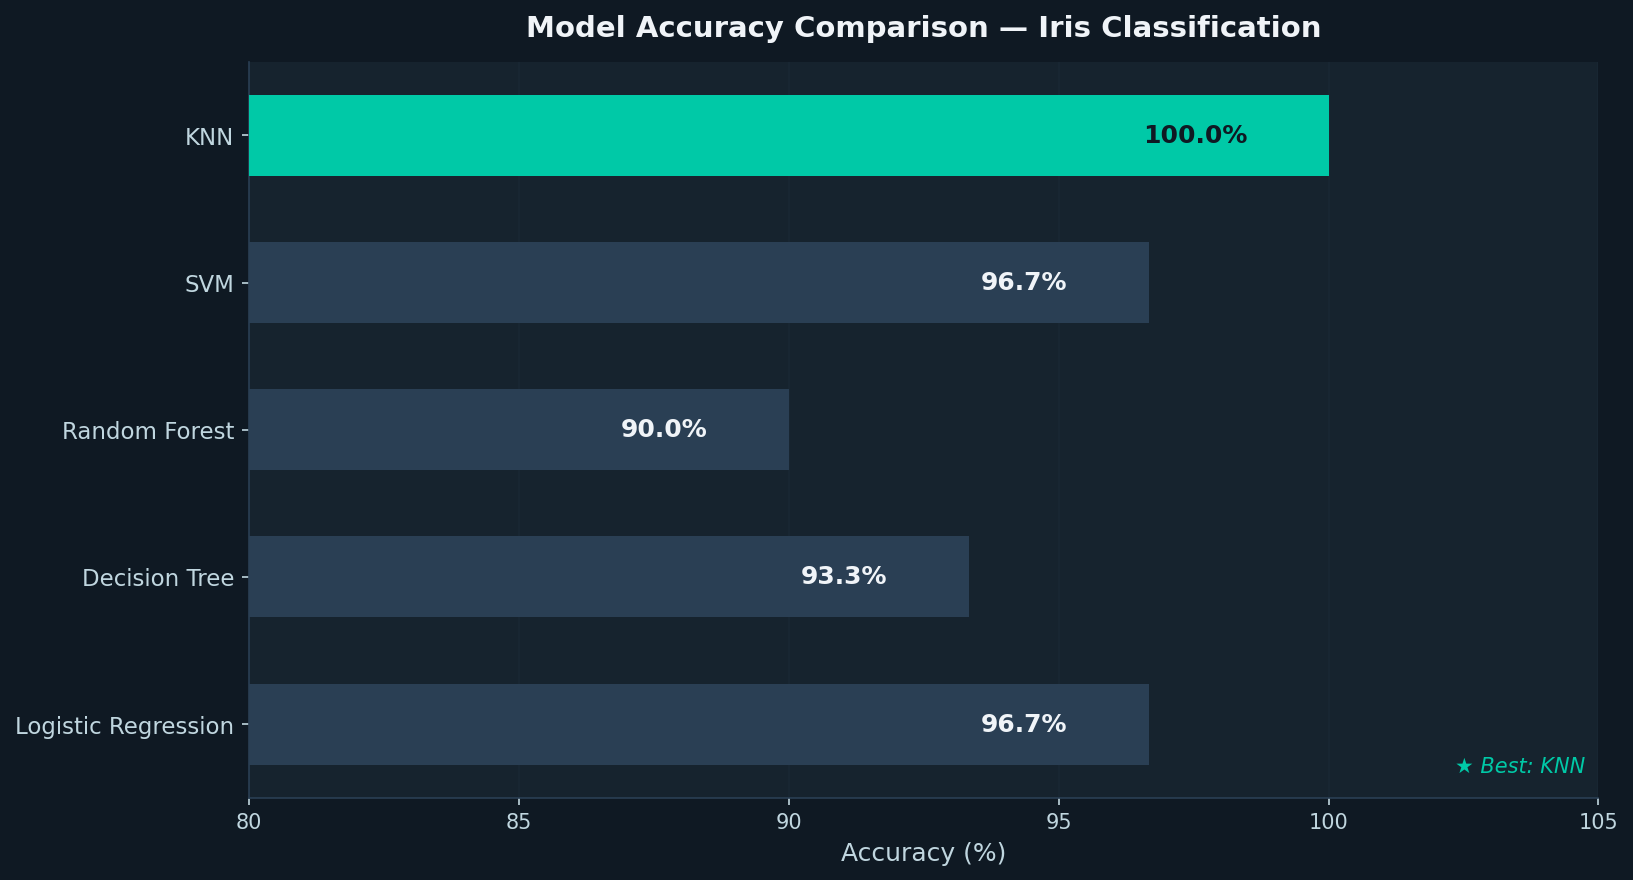 Model Accuracy Comparison — Iris Classification
KNN
100.0%
SVM
96.7%
Random Forest
90.0%
Decision Tree
93.3%
Logistic Regression
96.7%
★ Best: KNN
80 85 90 95 100 105
Accuracy (%)